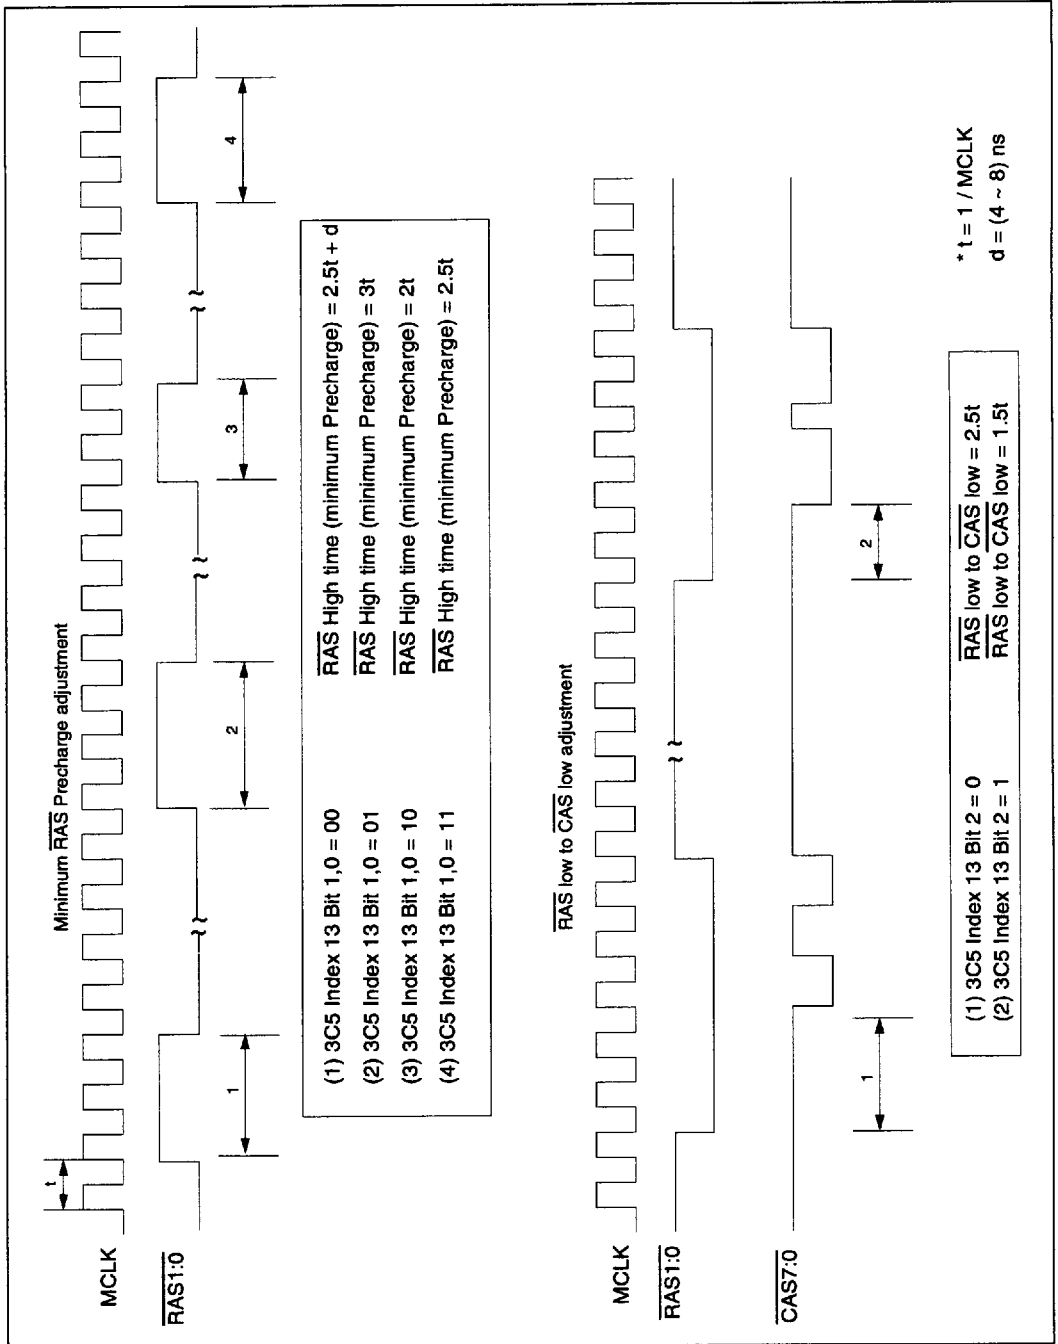 Minimum RAS Precharge adjustment
t
MCLK
RAS1:0
1
2
3
4
(1) 3C5 Index 13 Bit 1,0 = 00 RAS High time (minimum Precharge) = 2.5t + d
(2) 3C5 Index 13 Bit 1,0 = 01 RAS High time (minimum Precharge) = 3t
(3) 3C5 Index 13 Bit 1,0 = 10 RAS High time (minimum Precharge) = 2t
(4) 3C5 Index 13 Bit 1,0 = 11 RAS High time (minimum Precharge) = 2.5t
RAS low to CAS low adjustment
MCLK
RAS1:0
CAS7:0
1
2
(1) 3C5 Index 13 Bit 2 = 0 RAS low to CAS low = 2.5t
(2) 3C5 Index 13 Bit 2 = 1 RAS low to CAS low = 1.5t
* t = 1 / MCLK
d = (4 ~ 8) ns